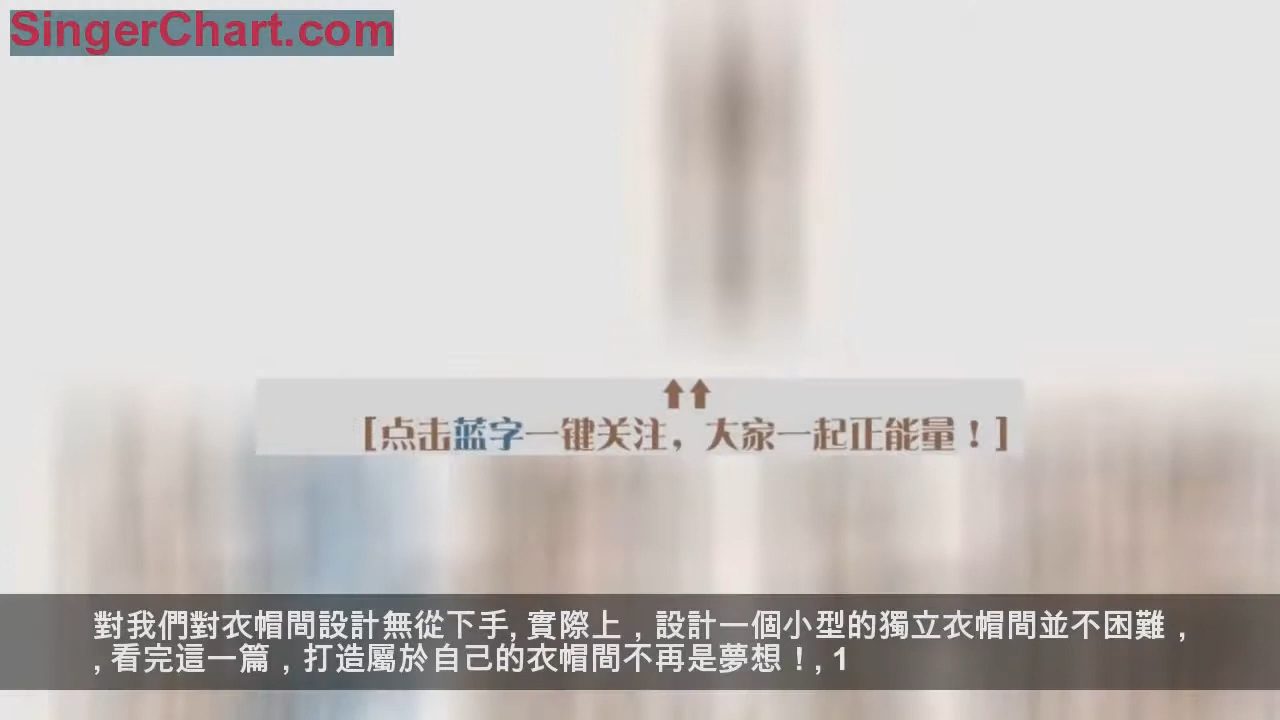 SingerChart.com
[点击蓝字一键关注，大家一起正能量！]
對我們對衣帽間設計無從下手, 實際上，設計一個小型的獨立衣帽間並不困難，
, 看完這一篇，打造屬於自己的衣帽間不再是夢想！, 1